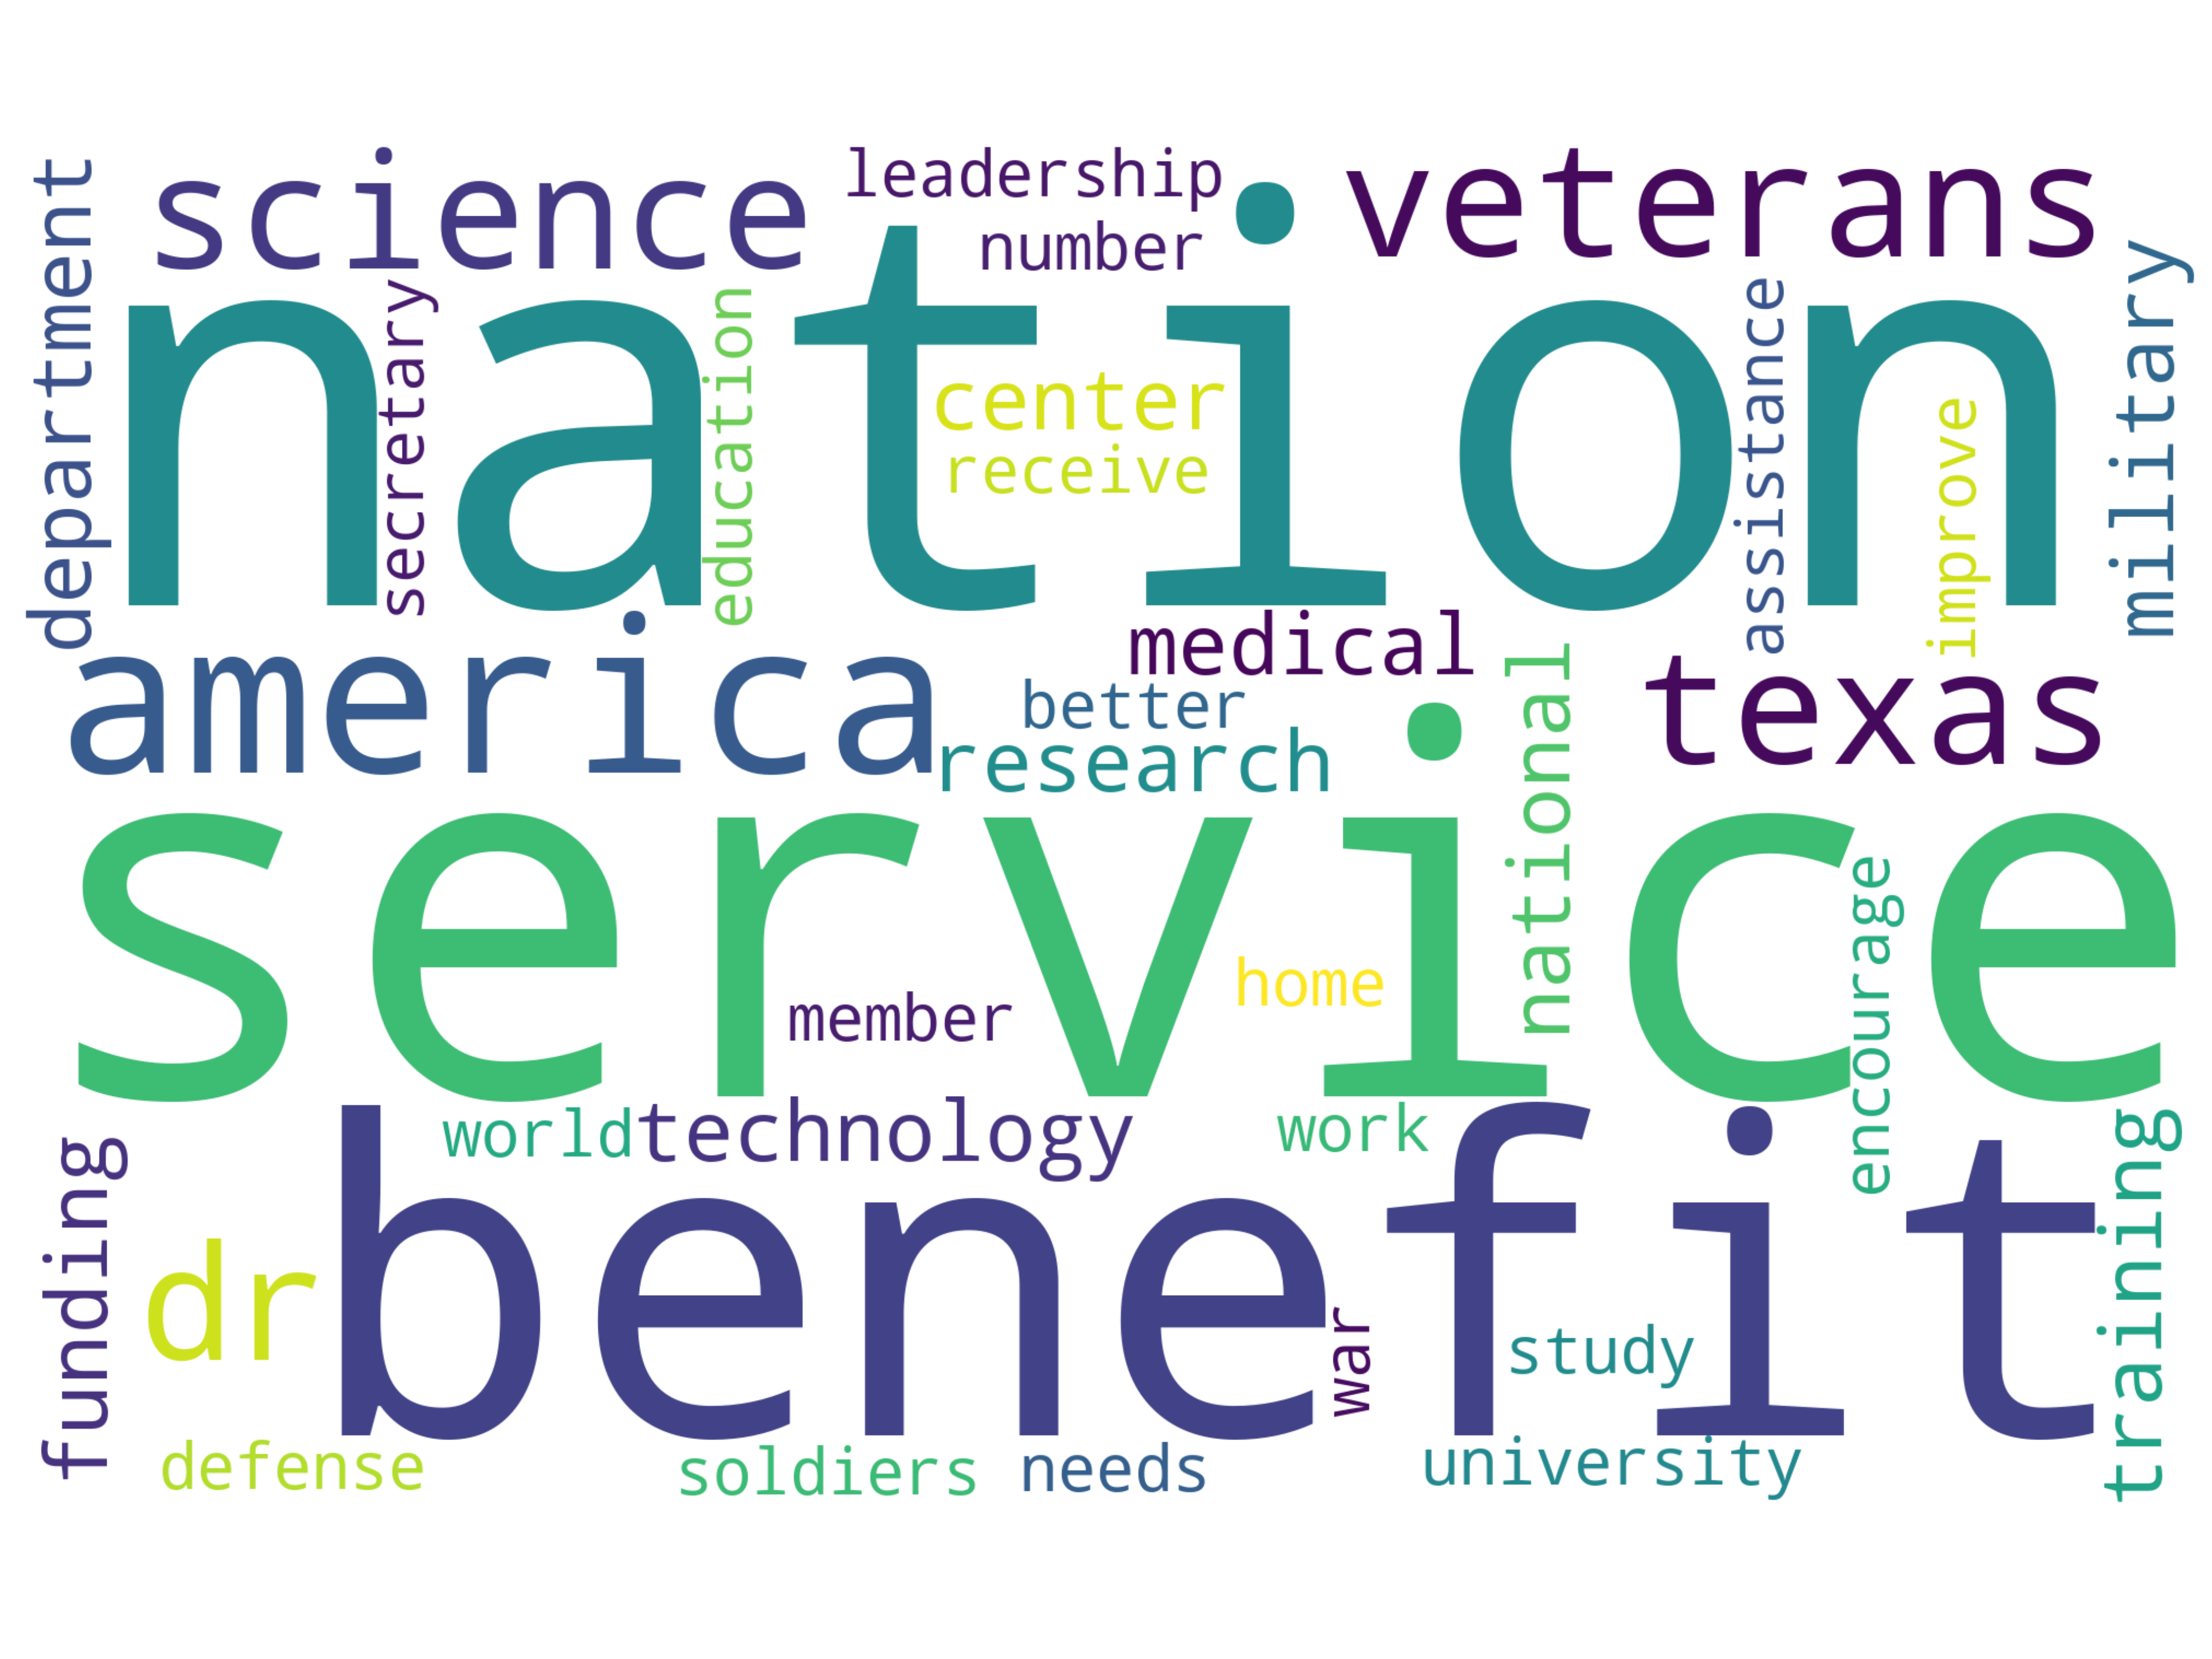 department
science
leadership
number
veterans
military
nation
secretary
education
center
receive
assistance
improve
america
medical
better
research
national
texas
service
member
home
encourage
world
technology
work
funding
dr
benefit
war
study
training
defense
soldiers
needs
university